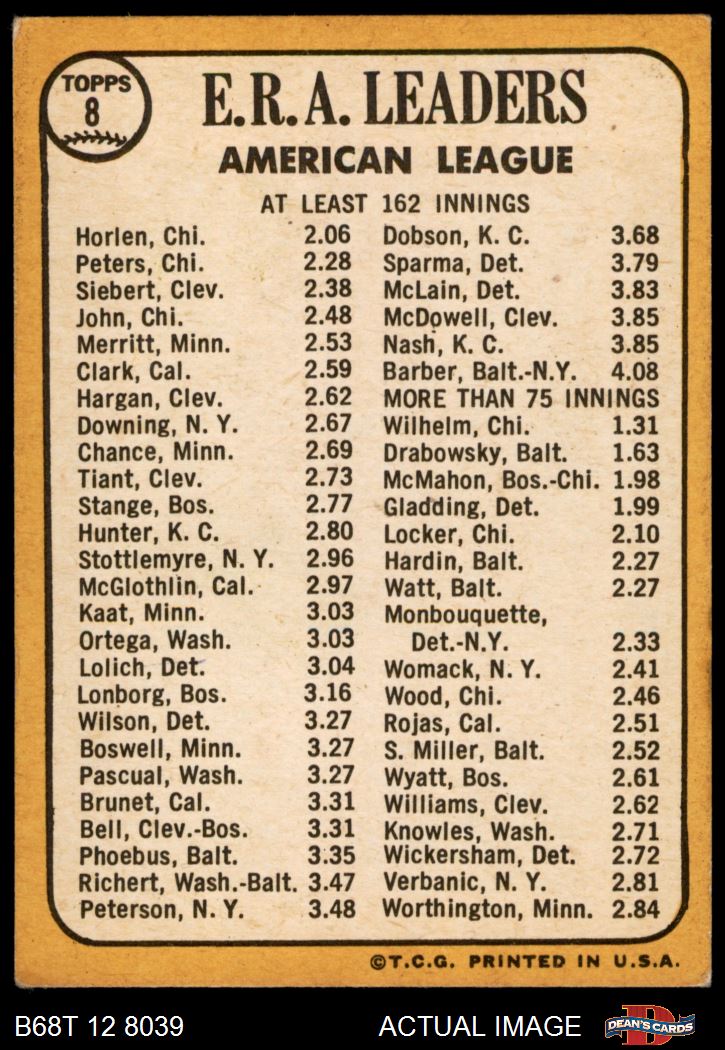 TOPPS
8
E.R.A. LEADERS
AMERICAN LEAGUE
AT LEAST 162 INNINGS
Horlen, Chi. 2.06
Peters, Chi. 2.28
Siebert, Clev. 2.38
John, Chi. 2.48
Merritt, Minn. 2.53
Clark, Cal. 2.59
Hargan, Clev. 2.62
Downing, N. Y. 2.67
Chance, Minn. 2.69
Tiant, Clev. 2.73
Stange, Bos. 2.77
Hunter, K. C. 2.80
Stottlemyre, N. Y. 2.96
McGlothlin, Cal. 2.97
Kaat, Minn. 3.03
Ortega, Wash. 3.03
Lolich, Det. 3.04
Lonborg, Bos. 3.16
Wilson, Det. 3.27
Boswell, Minn. 3.27
Pascual, Wash. 3.27
Brunet, Cal. 3.31
Bell, Clev.-Bos. 3.31
Phoebus, Balt. 3.35
Richert, Wash.-Balt. 3.47
Peterson, N. Y. 3.48
Dobson, K. C. 3.68
Sparma, Det. 3.79
McLain, Det. 3.83
McDowell, Clev. 3.85
Nash, K. C. 3.85
Barber, Balt.-N.Y. 4.08
MORE THAN 75 INNINGS
Wilhelm, Chi. 1.31
Drabowsky, Balt. 1.63
McMahon, Bos.-Chi. 1.98
Gladding, Det. 1.99
Locker, Chi. 2.10
Hardin, Balt. 2.27
Watt, Balt. 2.27
Monbouquette,
Det.-N.Y. 2.33
Womack, N. Y. 2.41
Wood, Chi. 2.46
Rojas, Cal. 2.51
S. Miller, Balt. 2.52
Wyatt, Bos. 2.61
Williams, Clev. 2.62
Knowles, Wash. 2.71
Wickersham, Det. 2.72
Verbanic, N. Y. 2.81
Worthington, Minn. 2.84
©T.C.G. PRINTED IN U.S.A.
B68T 12 8039 ACTUAL IMAGE
DEAN'S CARDS